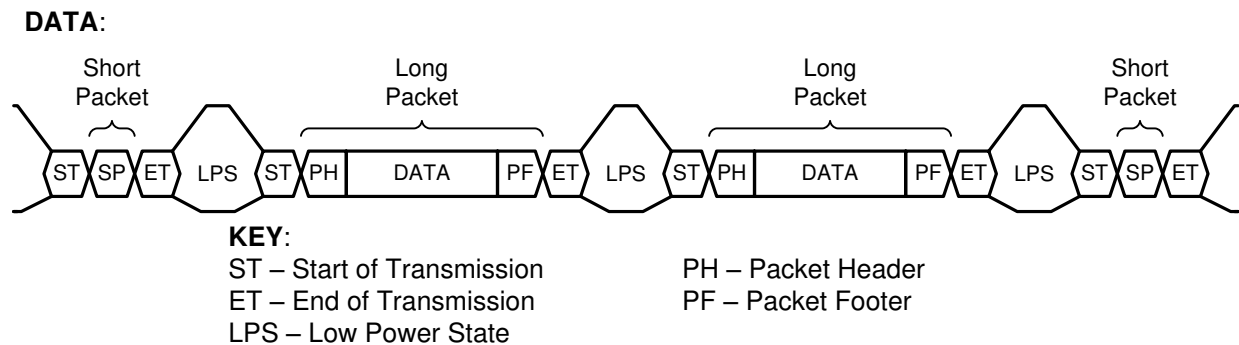 DATA:
Short Packet
Long Packet
Long Packet
Short Packet
ST SP ET LPS ST PH DATA PF ET LPS ST PH DATA PF ET LPS ST SP ET
KEY:
ST – Start of Transmission
PH – Packet Header
ET – End of Transmission
PF – Packet Footer
LPS – Low Power State